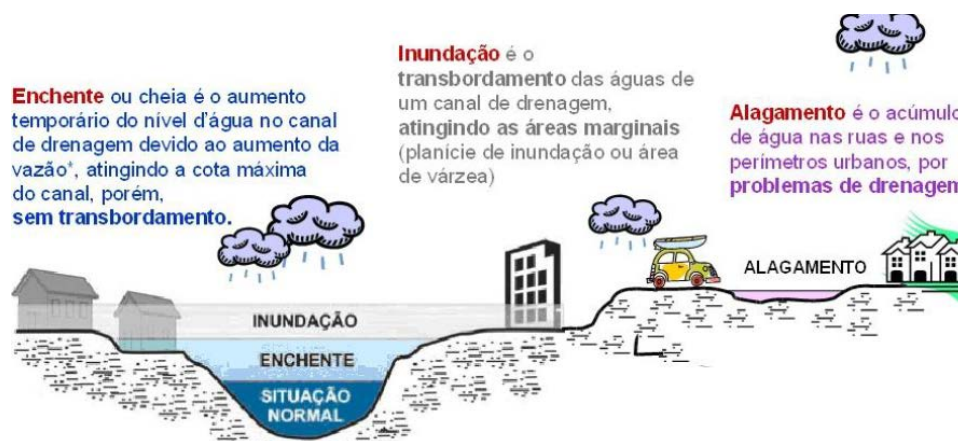 Enchente ou cheia é o aumento
temporário do nível d'água no canal
de drenagem devido ao aumento da
vazão*, atingindo a cota máxima
do canal, porém,
sem transbordamento.
Inundação é o
transbordamento das águas de
um canal de drenagem,
atingindo as áreas marginais
(planície de inundação ou área
de várzea)
Alagamento é o acúmulo
de água nas ruas e nos
perímetros urbanos, por
problemas de drenagem
ALAGAMENTO
INUNDAÇÃO
ENCHENTE
SITUAÇÃO
NORMAL